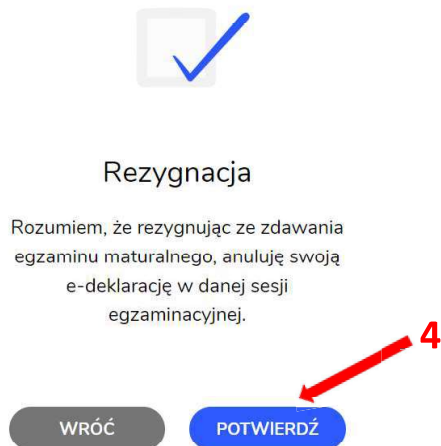 Rezygnacja
Rozumiem, że rezygnując ze zdawania
egzaminu maturalnego, anuluję swoją
e-deklarację w danej sesji
egzaminacyjnej.
4
WRÓĆ POTWIERDŹ